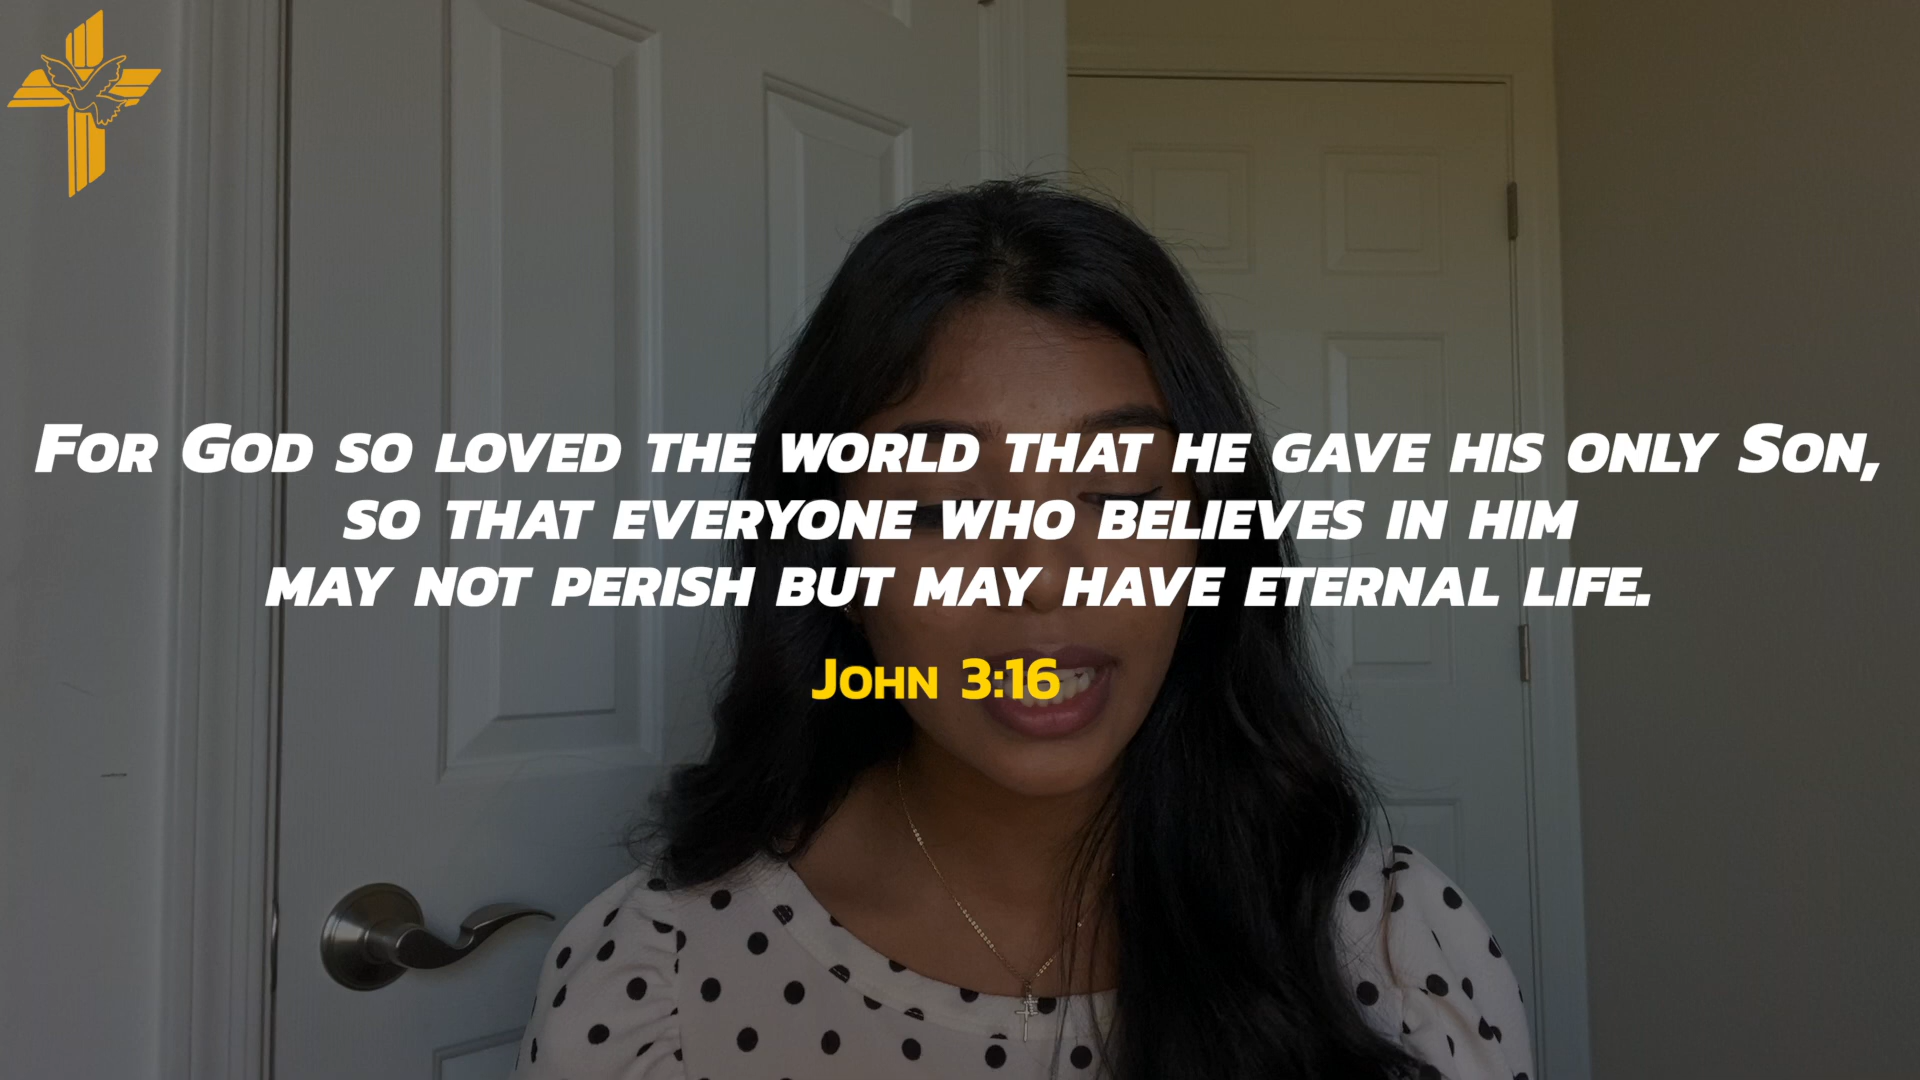 For God so loved the world that he gave his only Son,
so that everyone who believes in him
may not perish but may have eternal life.
John 3:16